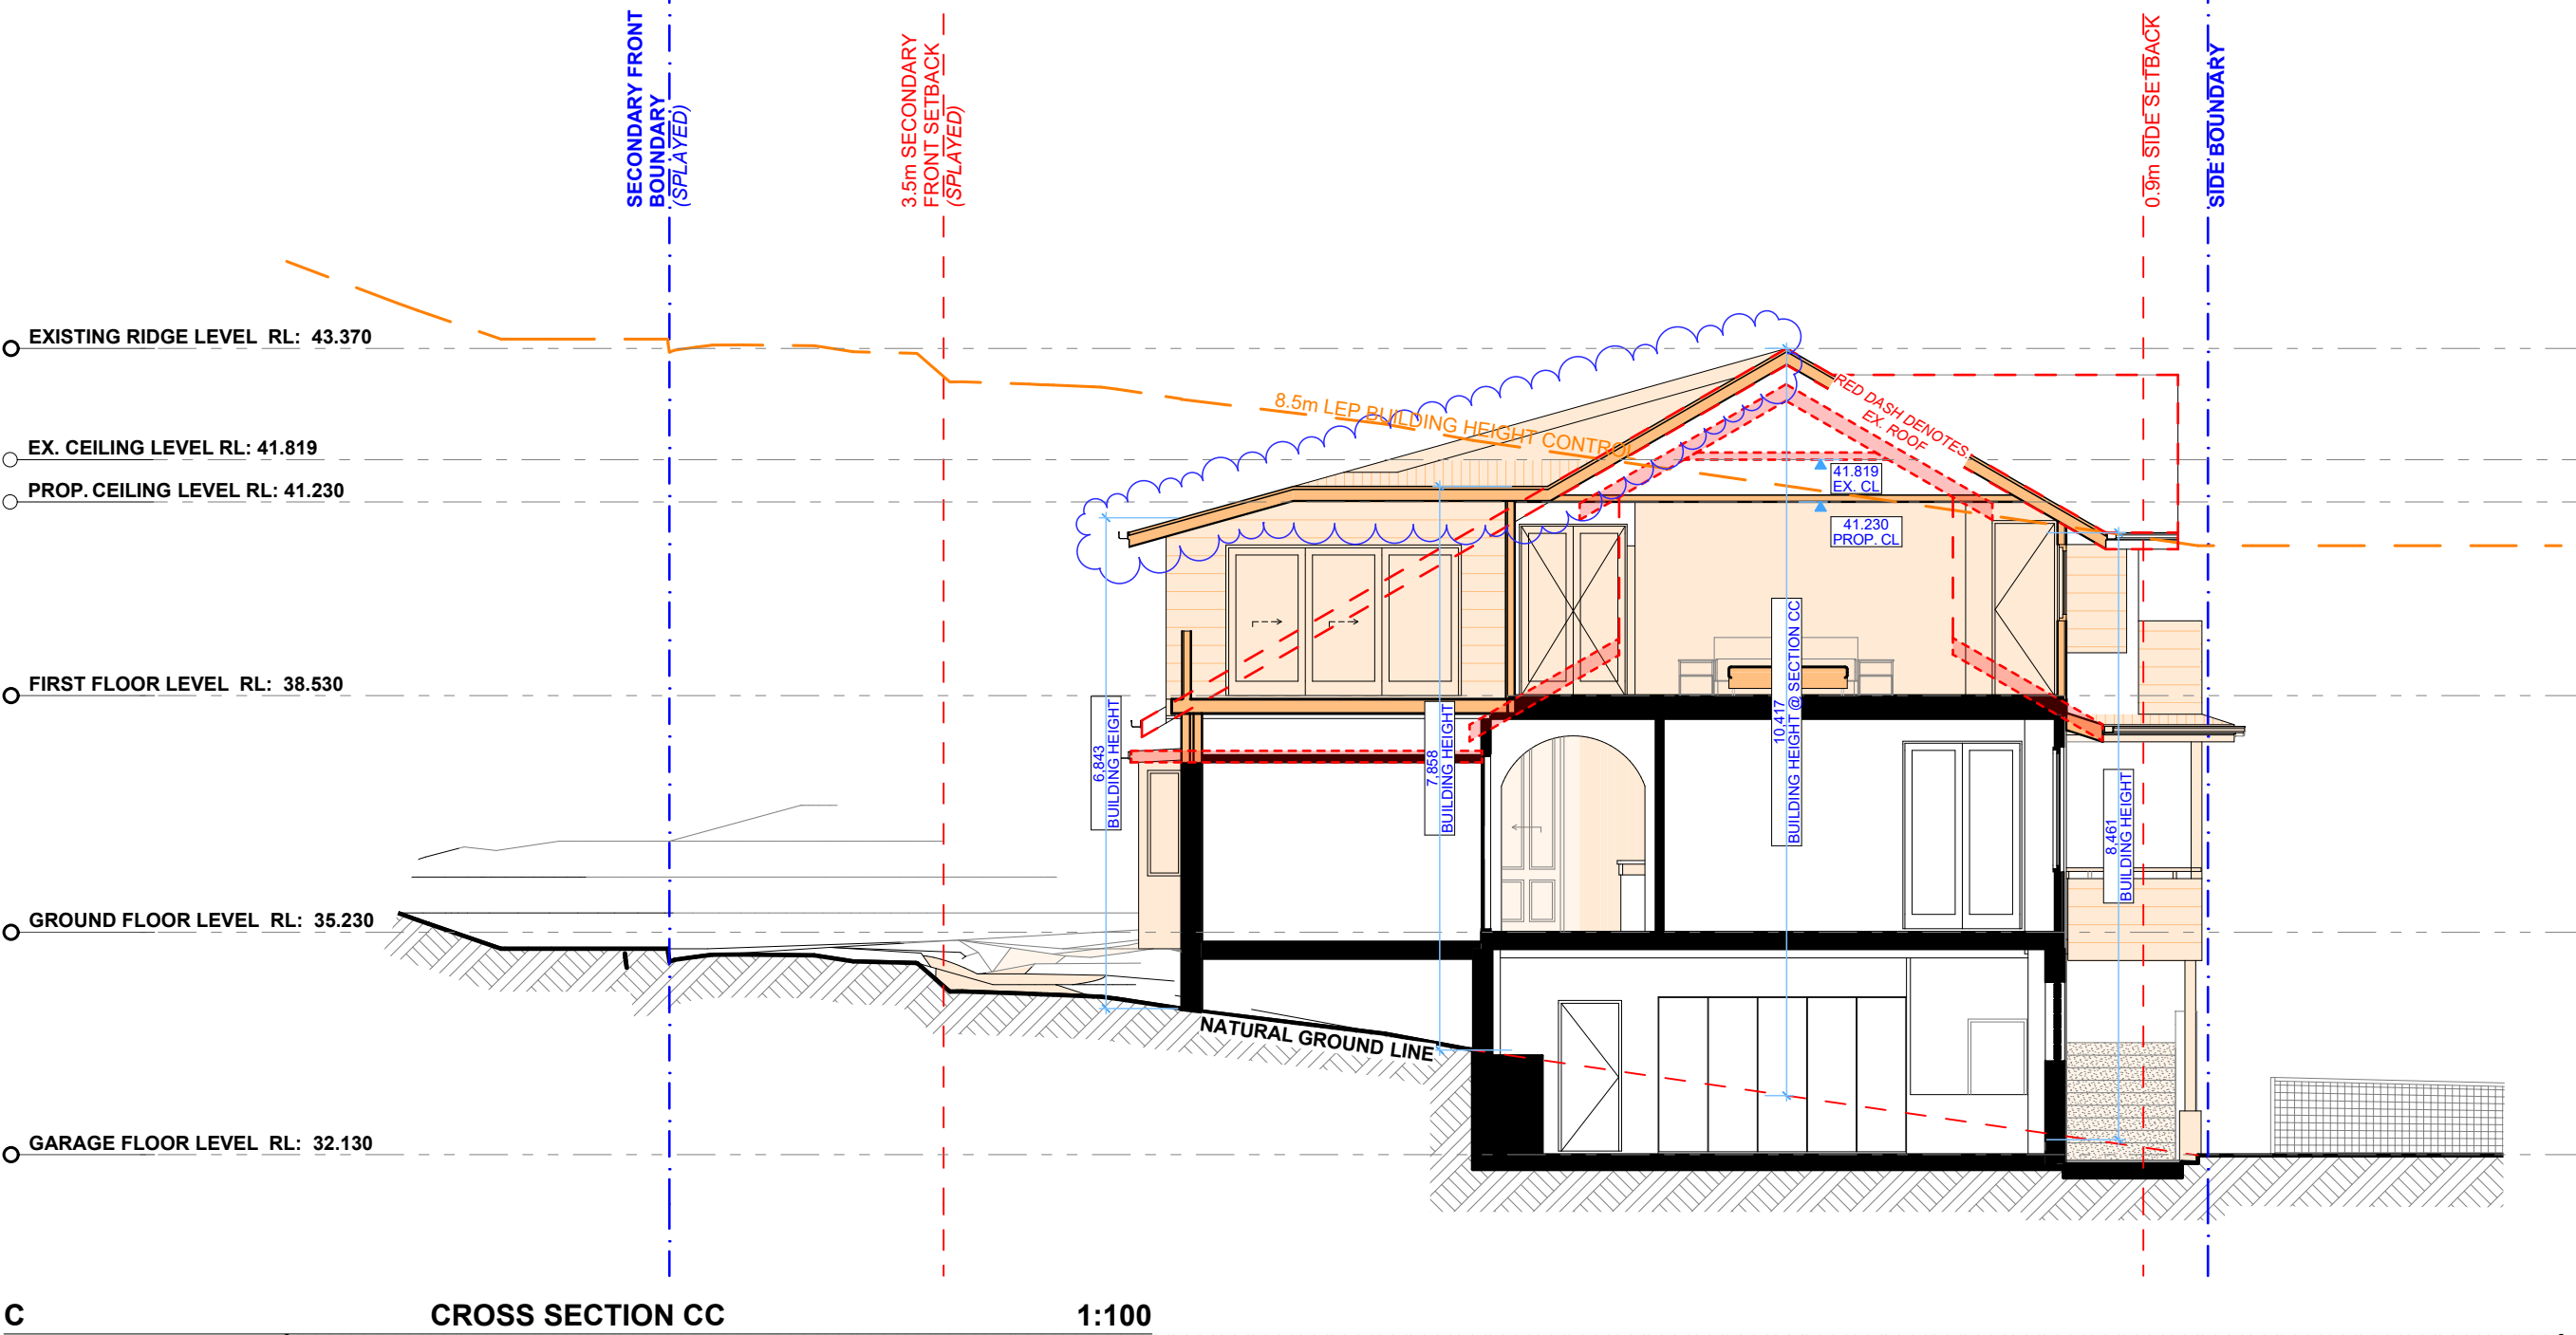 SECONDARY FRONT
BOUNDARY
(SPLAYED)
3.5m SECONDARY
FRONT SETBACK
(SPLAYED)
0.9m SIDE SETBACK
SIDE BOUNDARY
EXISTING RIDGE LEVEL RL: 43.370
EX. CEILING LEVEL RL: 41.819
PROP. CEILING LEVEL RL: 41.230
FIRST FLOOR LEVEL RL: 38.530
GROUND FLOOR LEVEL RL: 35.230
GARAGE FLOOR LEVEL RL: 32.130
8.5m LEP BUILDING HEIGHT CONTROL
RED DASH DENOTES
EX. ROOF
41.819
EX. CL
41.230
PROP. CL
6,843
BUILDING HEIGHT
7,858
BUILDING HEIGHT
10,417
BUILDING HEIGHT @ SECTION CC
8,461
BUILDING HEIGHT
NATURAL GROUND LINE
C CROSS SECTION CC 1:100